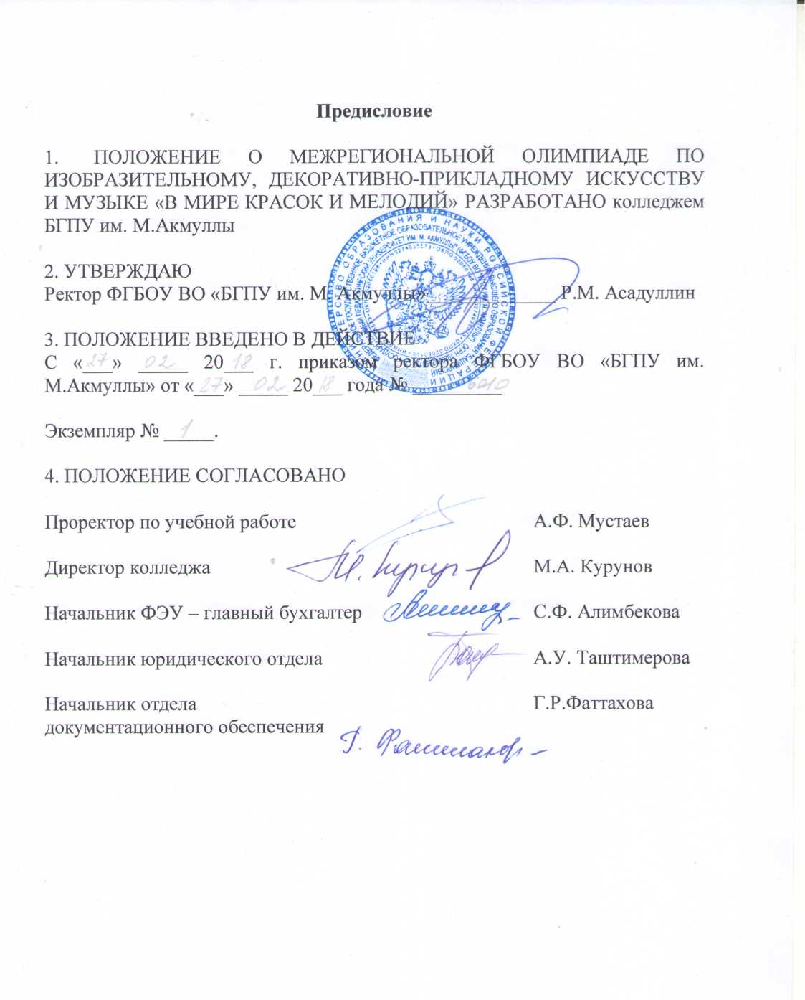 Предисловие
1. ПОЛОЖЕНИЕ О МЕЖРЕГИОНАЛЬНОЙ ОЛИМПИАДЕ ПО
ИЗОБРАЗИТЕЛЬНОМУ, ДЕКОРАТИВНО-ПРИКЛАДНОМУ ИСКУССТВУ
И МУЗЫКЕ «В МИРЕ КРАСОК И МЕЛОДИЙ» РАЗРАБОТАНО колледжем
БГПУ им. М.Акмуллы
2. УТВЕРЖДАЮ
Ректор ФГБОУ ВО «БГПУ им. М. Акмуллы» Р.М. Асадуллин
3. ПОЛОЖЕНИЕ ВВЕДЕНО В ДЕЙСТВИЕ
С «27» 02 2018 г. приказом ректора ФГБОУ ВО «БГПУ им.
М.Акмуллы» от «27» 02 2018 года №
Экземпляр № 1.
4. ПОЛОЖЕНИЕ СОГЛАСОВАНО
Проректор по учебной работе А.Ф. Мустаев
Директор колледжа М.А. Курунов
Начальник ФЭУ – главный бухгалтер С.Ф. Алимбекова
Начальник юридического отдела А.У. Таштимерова
Начальник отдела Г.Р.Фаттахова
документационного обеспечения